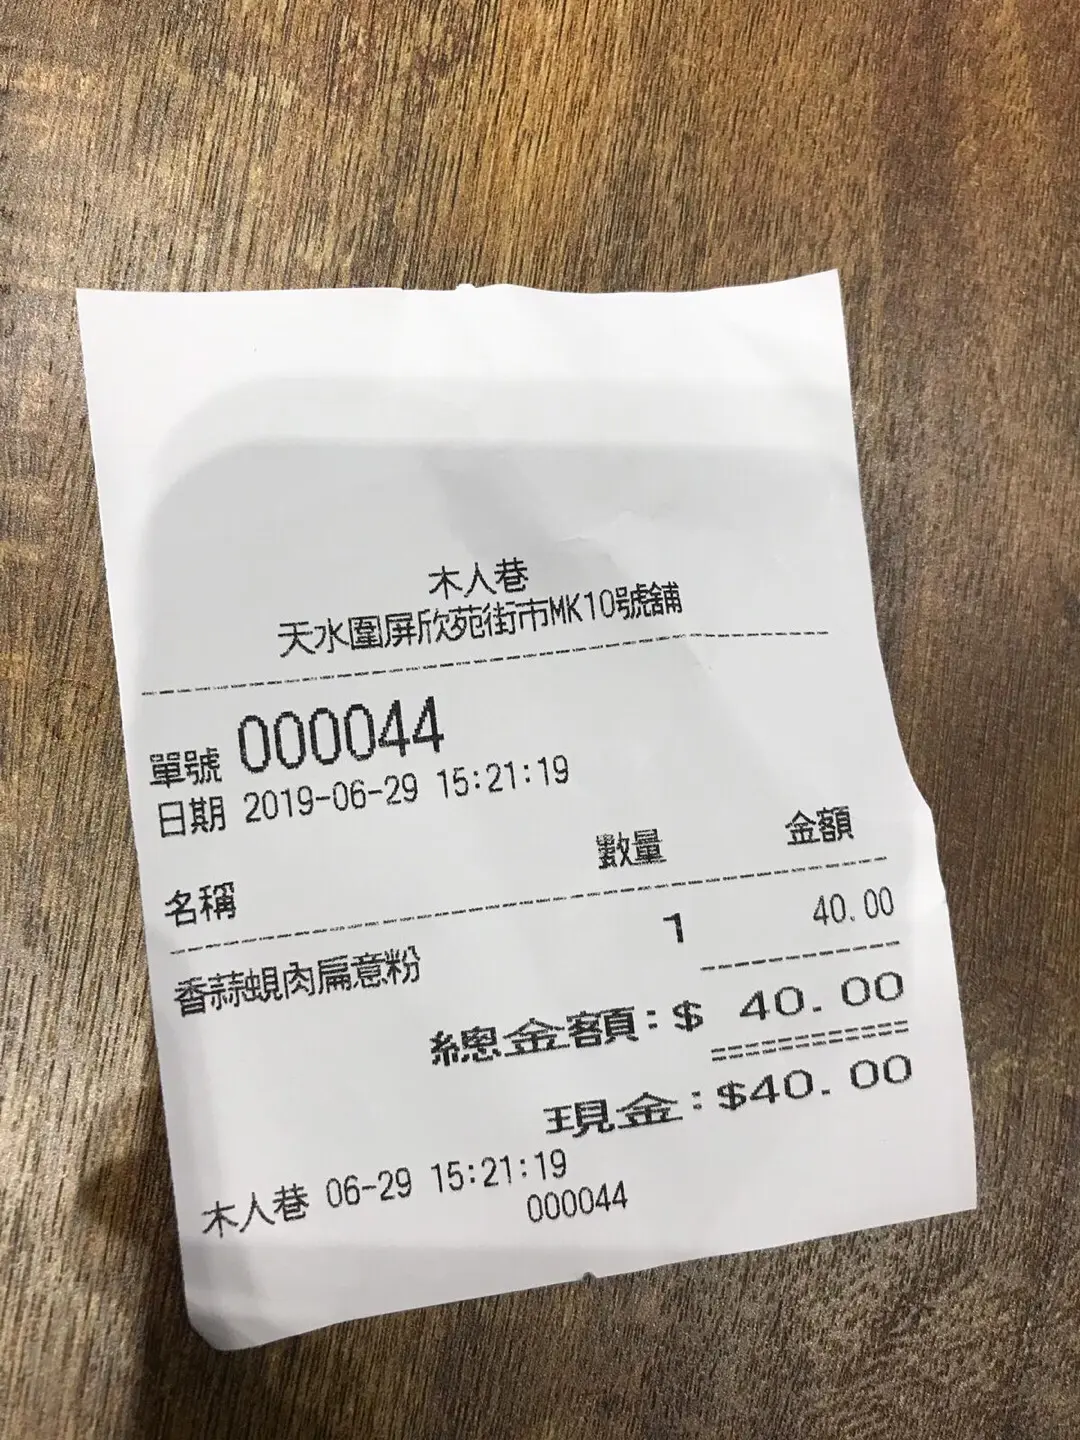 木人巷
天水圍屏欣苑街市MK10號舖
單號 000044
日期 2019-06-29 15:21:19
名稱 數量 金額
香蒜蜆肉扁意粉 1 40.00
總金額:$ 40.00
現金:$40.00
木人巷 06-29 15:21:19
000044